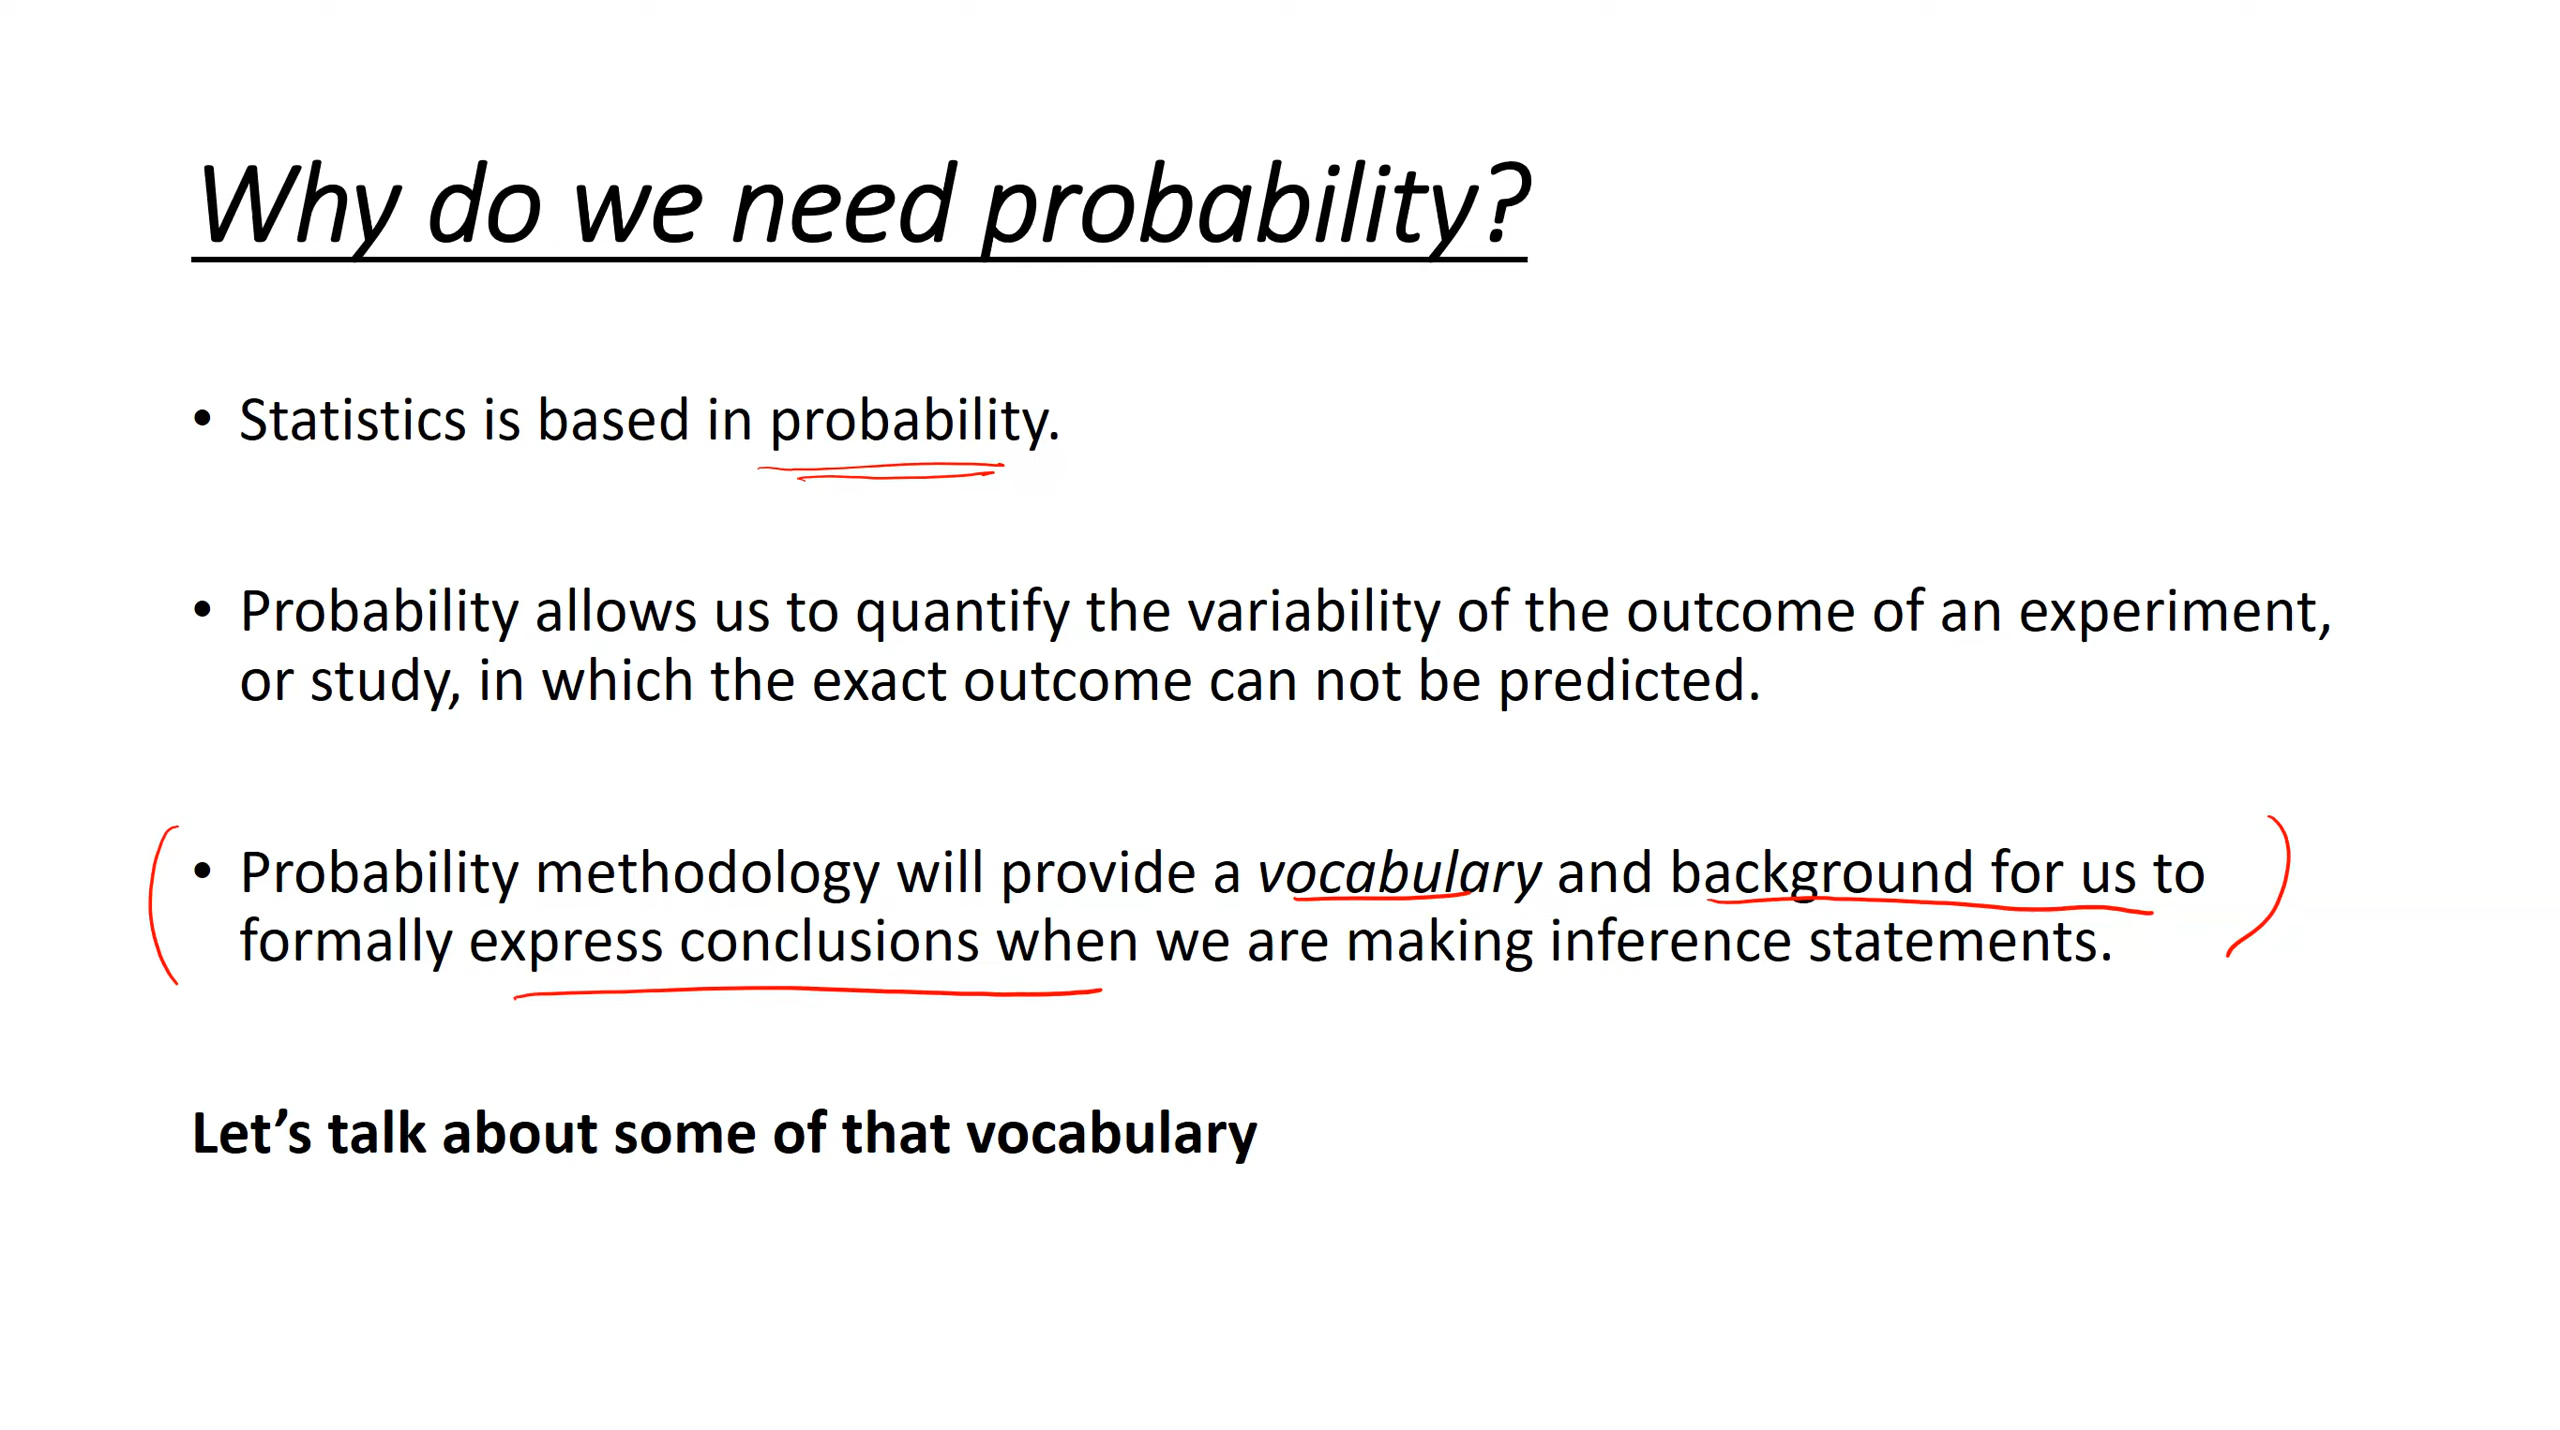 Why do we need probability?
• Statistics is based in probability.
• Probability allows us to quantify the variability of the outcome of an experiment,
or study, in which the exact outcome can not be predicted.
• Probability methodology will provide a vocabulary and background for us to
formally express conclusions when we are making inference statements.
Let’s talk about some of that vocabulary